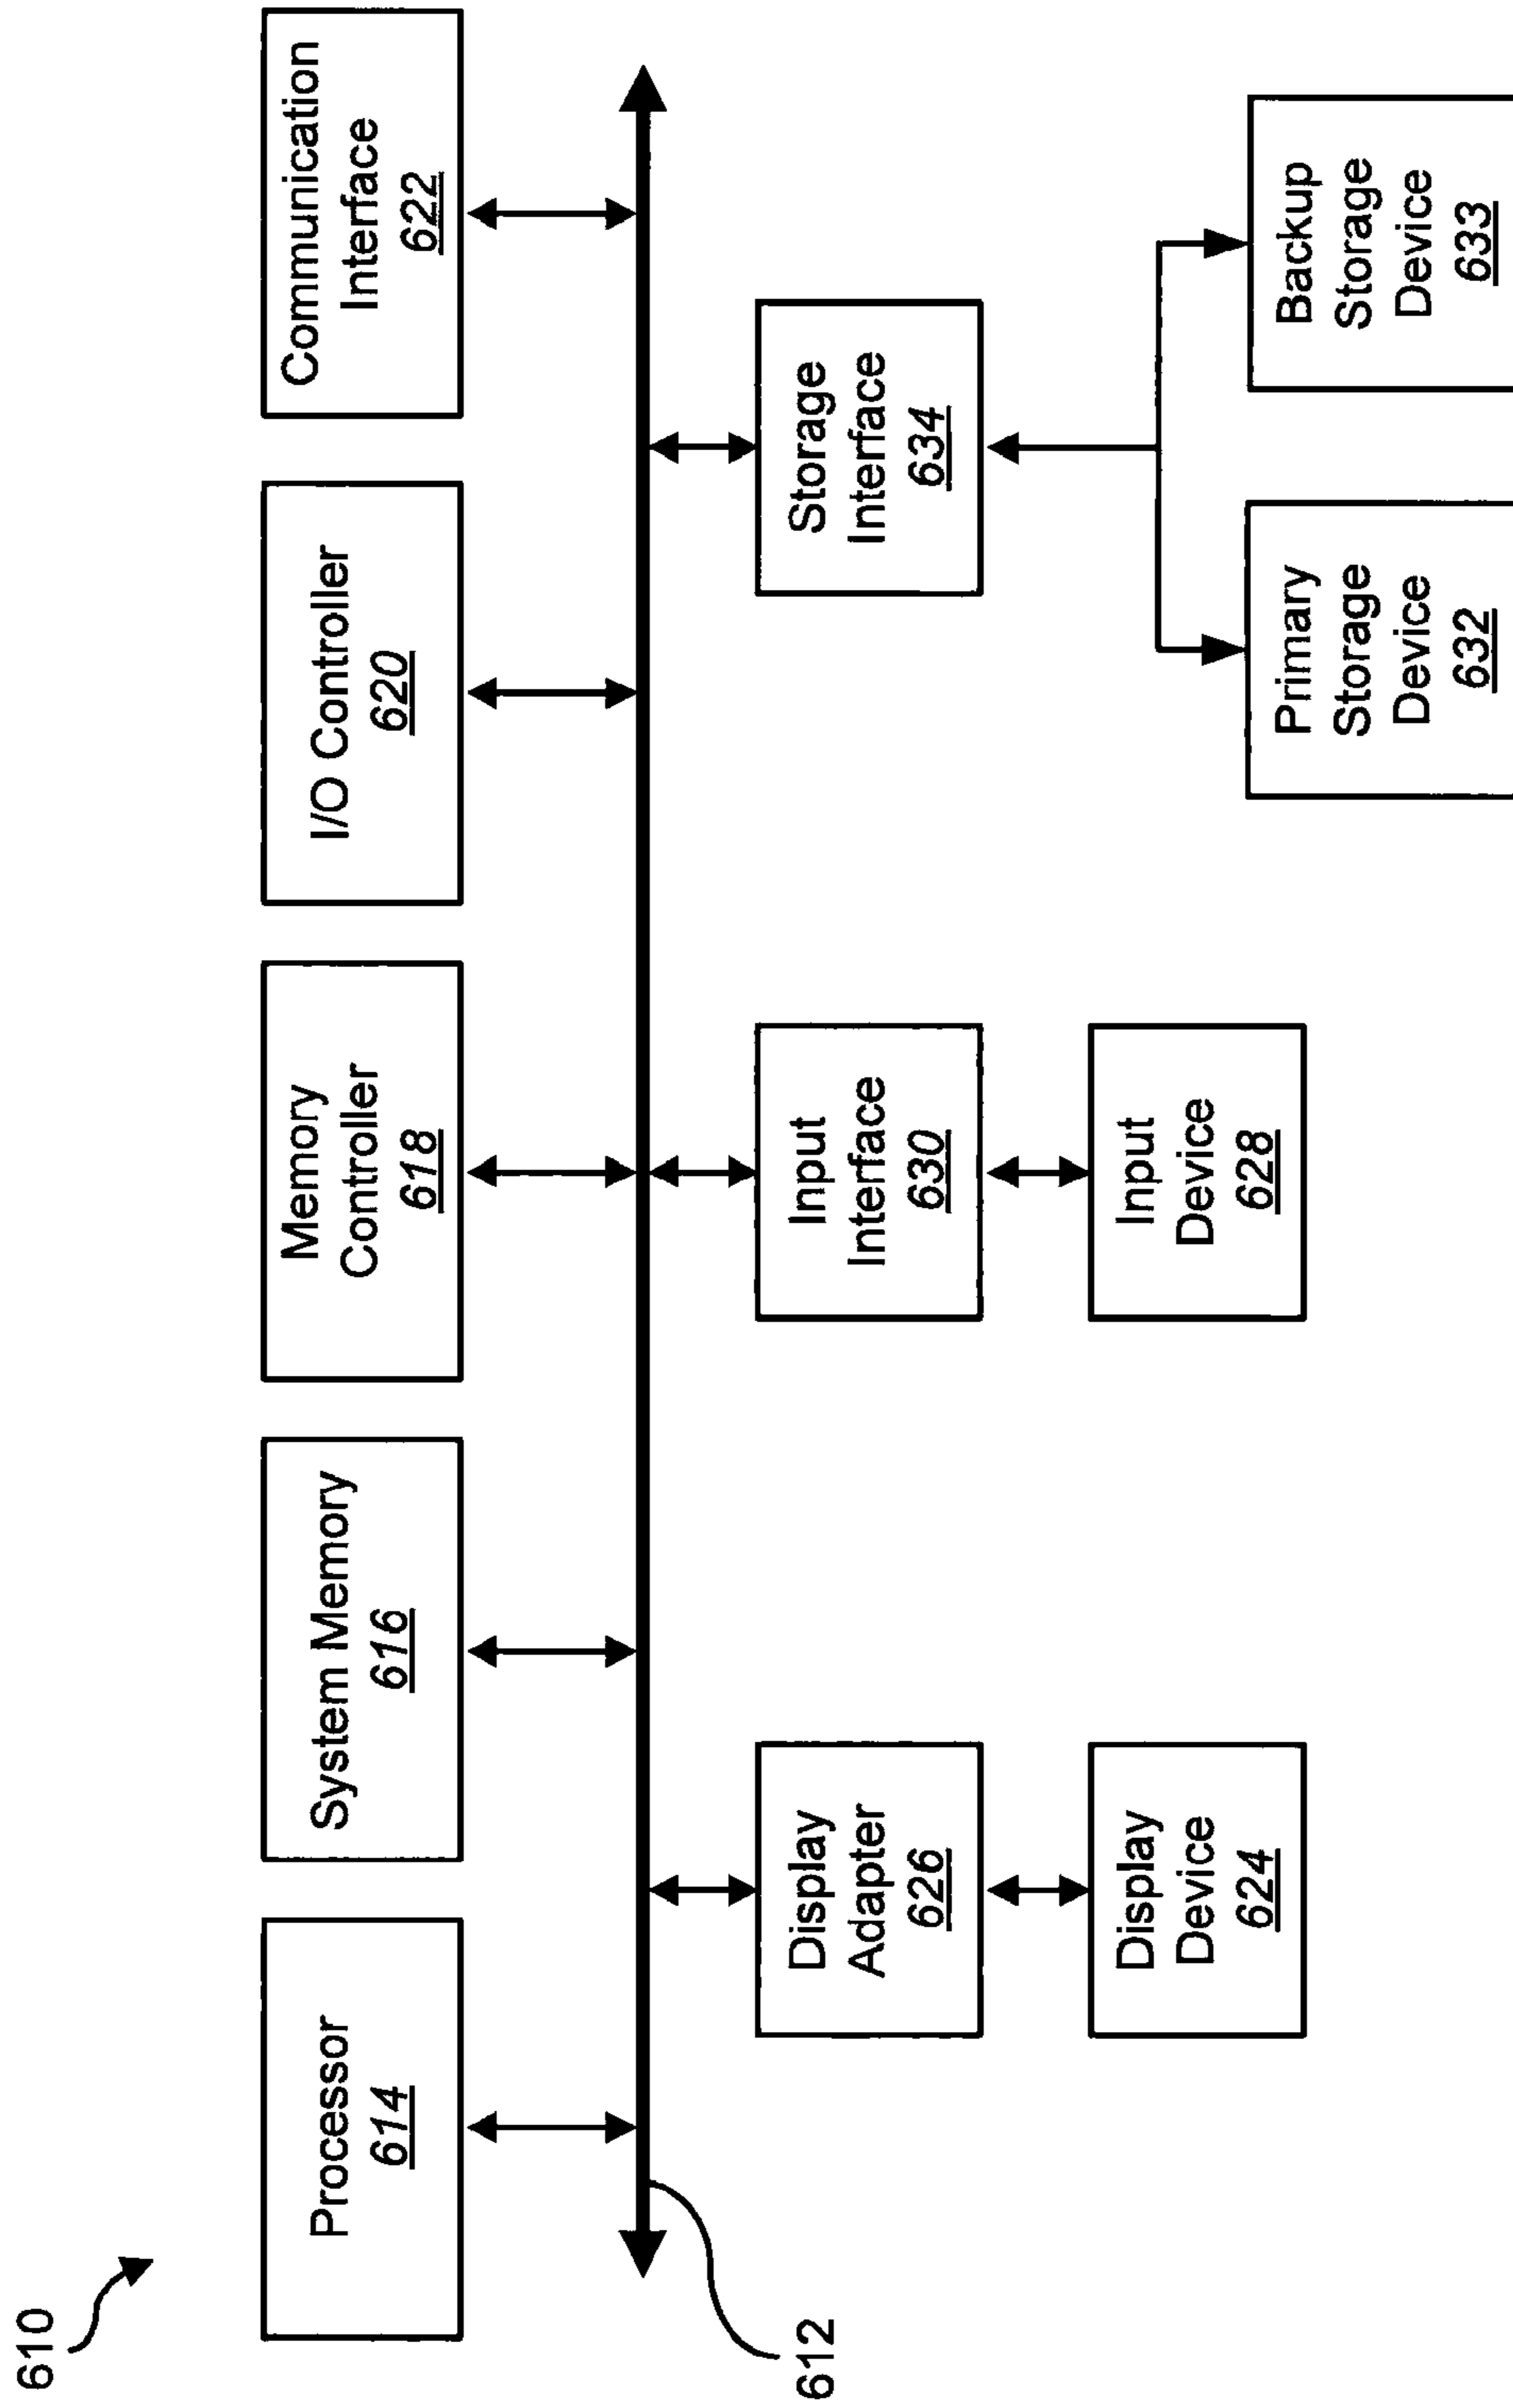 610
Processor
614
System Memory
616
Memory
Controller
618
I/O Controller
620
Communication
Interface
622
612
Display
Adapter
626
Input
Interface
630
Storage
Interface
634
Display
Device
624
Input
Device
628
Primary
Storage
Device
632
Backup
Storage
Device
633